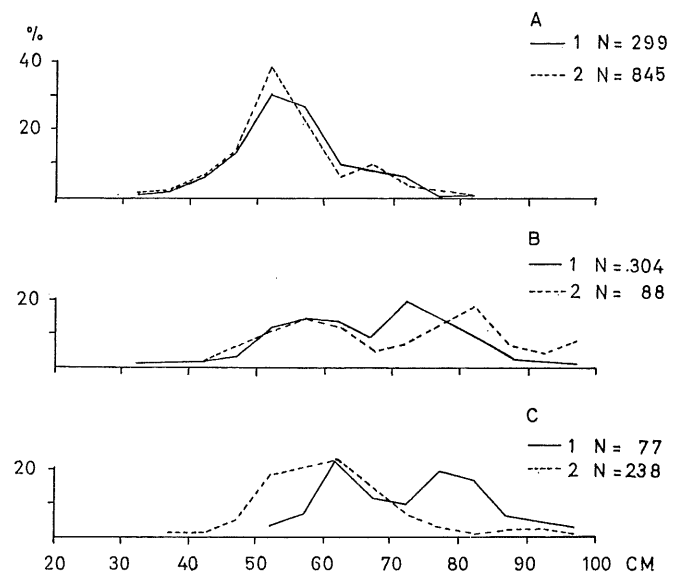 %
40
20
A
1 N = 299
2 N = 845
B
20
1 N = .304
2 N = 88
C
20
1 N = 77
2 N = 238
20 30 40 50 60 70 80 90 100 CM